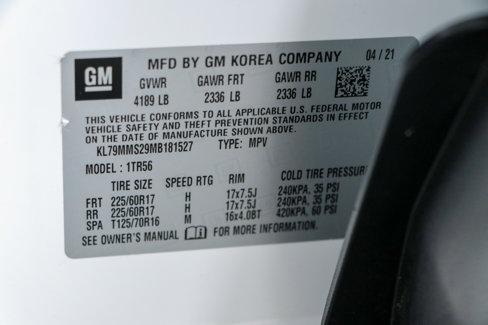 GM
MFD BY GM KOREA COMPANY 04 / 21
GVWR GAWR FRT GAWR RR
4189 LB 2336 LB 2336 LB
THIS VEHICLE CONFORMS TO ALL APPLICABLE U.S. FEDERAL MOTOR
VEHICLE SAFETY, AND THEFT PREVENTION STANDARDS IN EFFECT
ON THE DATE OF MANUFACTURE SHOWN ABOVE.
KL79MMS29MB181527 TYPE: MPV
MODEL : 1TR56
TIRE SIZE SPEED RTG RIM COLD TIRE PRESSURE
FRT 225/60R17 H 17x7.5J 240KPA, 35 PSI
RR 225/60R17 H 17x7.5J 240KPA, 35 PSI
SPA T125/70R16 M 16x4.0BT 420KPA, 60 PSI
SEE OWNER'S MANUAL FOR MORE INFORMATION.